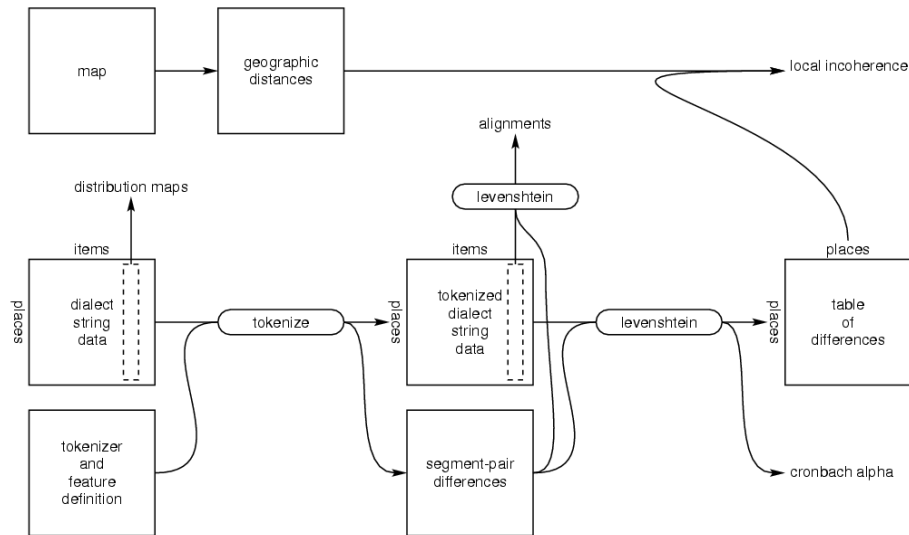 map
geographic
distances
local incoherence
alignments
levenshtein
distribution maps
items
places
dialect
string
data
tokenize
items
places
tokenized
dialect
string
data
levenshtein
places
places
table
of
differences
tokenizer
and
feature
definition
segment-pair
differences
cronbach alpha